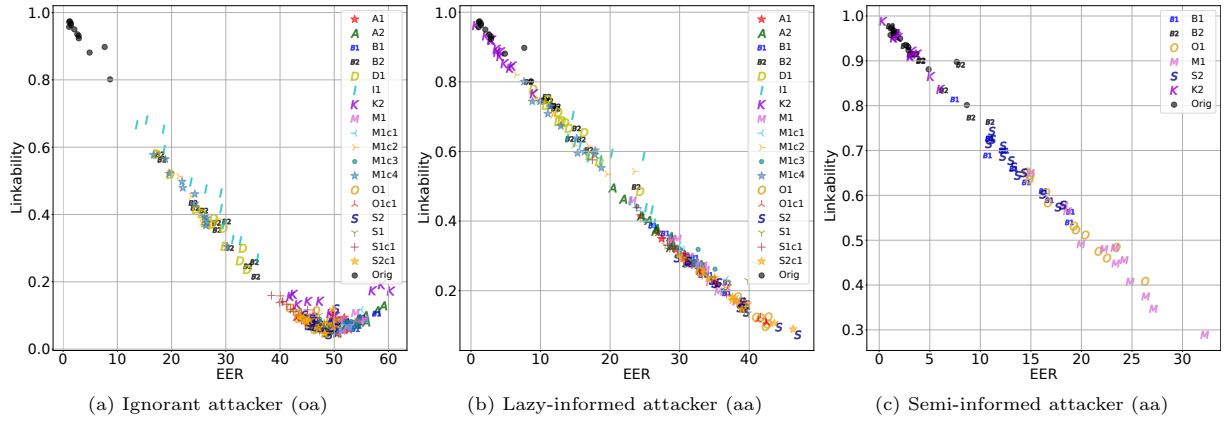 1.0
0.8
0.6
0.4
0.2
0.0
Linkability
0 10 20 30 40 50 60
EER
A1
A2
B1
B2
D1
I1
K2
M1
M1c1
M1c2
M1c3
M1c4
O1
O1c1
S2
S1
S1c1
S2c1
Orig
(a) Ignorant attacker (oa)
1.0
0.8
0.6
0.4
0.2
Linkability
0 10 20 30 40
EER
A1
A2
B1
B2
D1
I1
K2
M1
M1c1
M1c2
M1c3
M1c4
O1
O1c1
S2
S1
S1c1
S2c1
Orig
(b) Lazy-informed attacker (aa)
1.0
0.9
0.8
0.7
0.6
0.5
0.4
0.3
Linkability
0 5 10 15 20 25 30
EER
B1
B2
O1
M1
S2
K2
Orig
(c) Semi-informed attacker (aa)